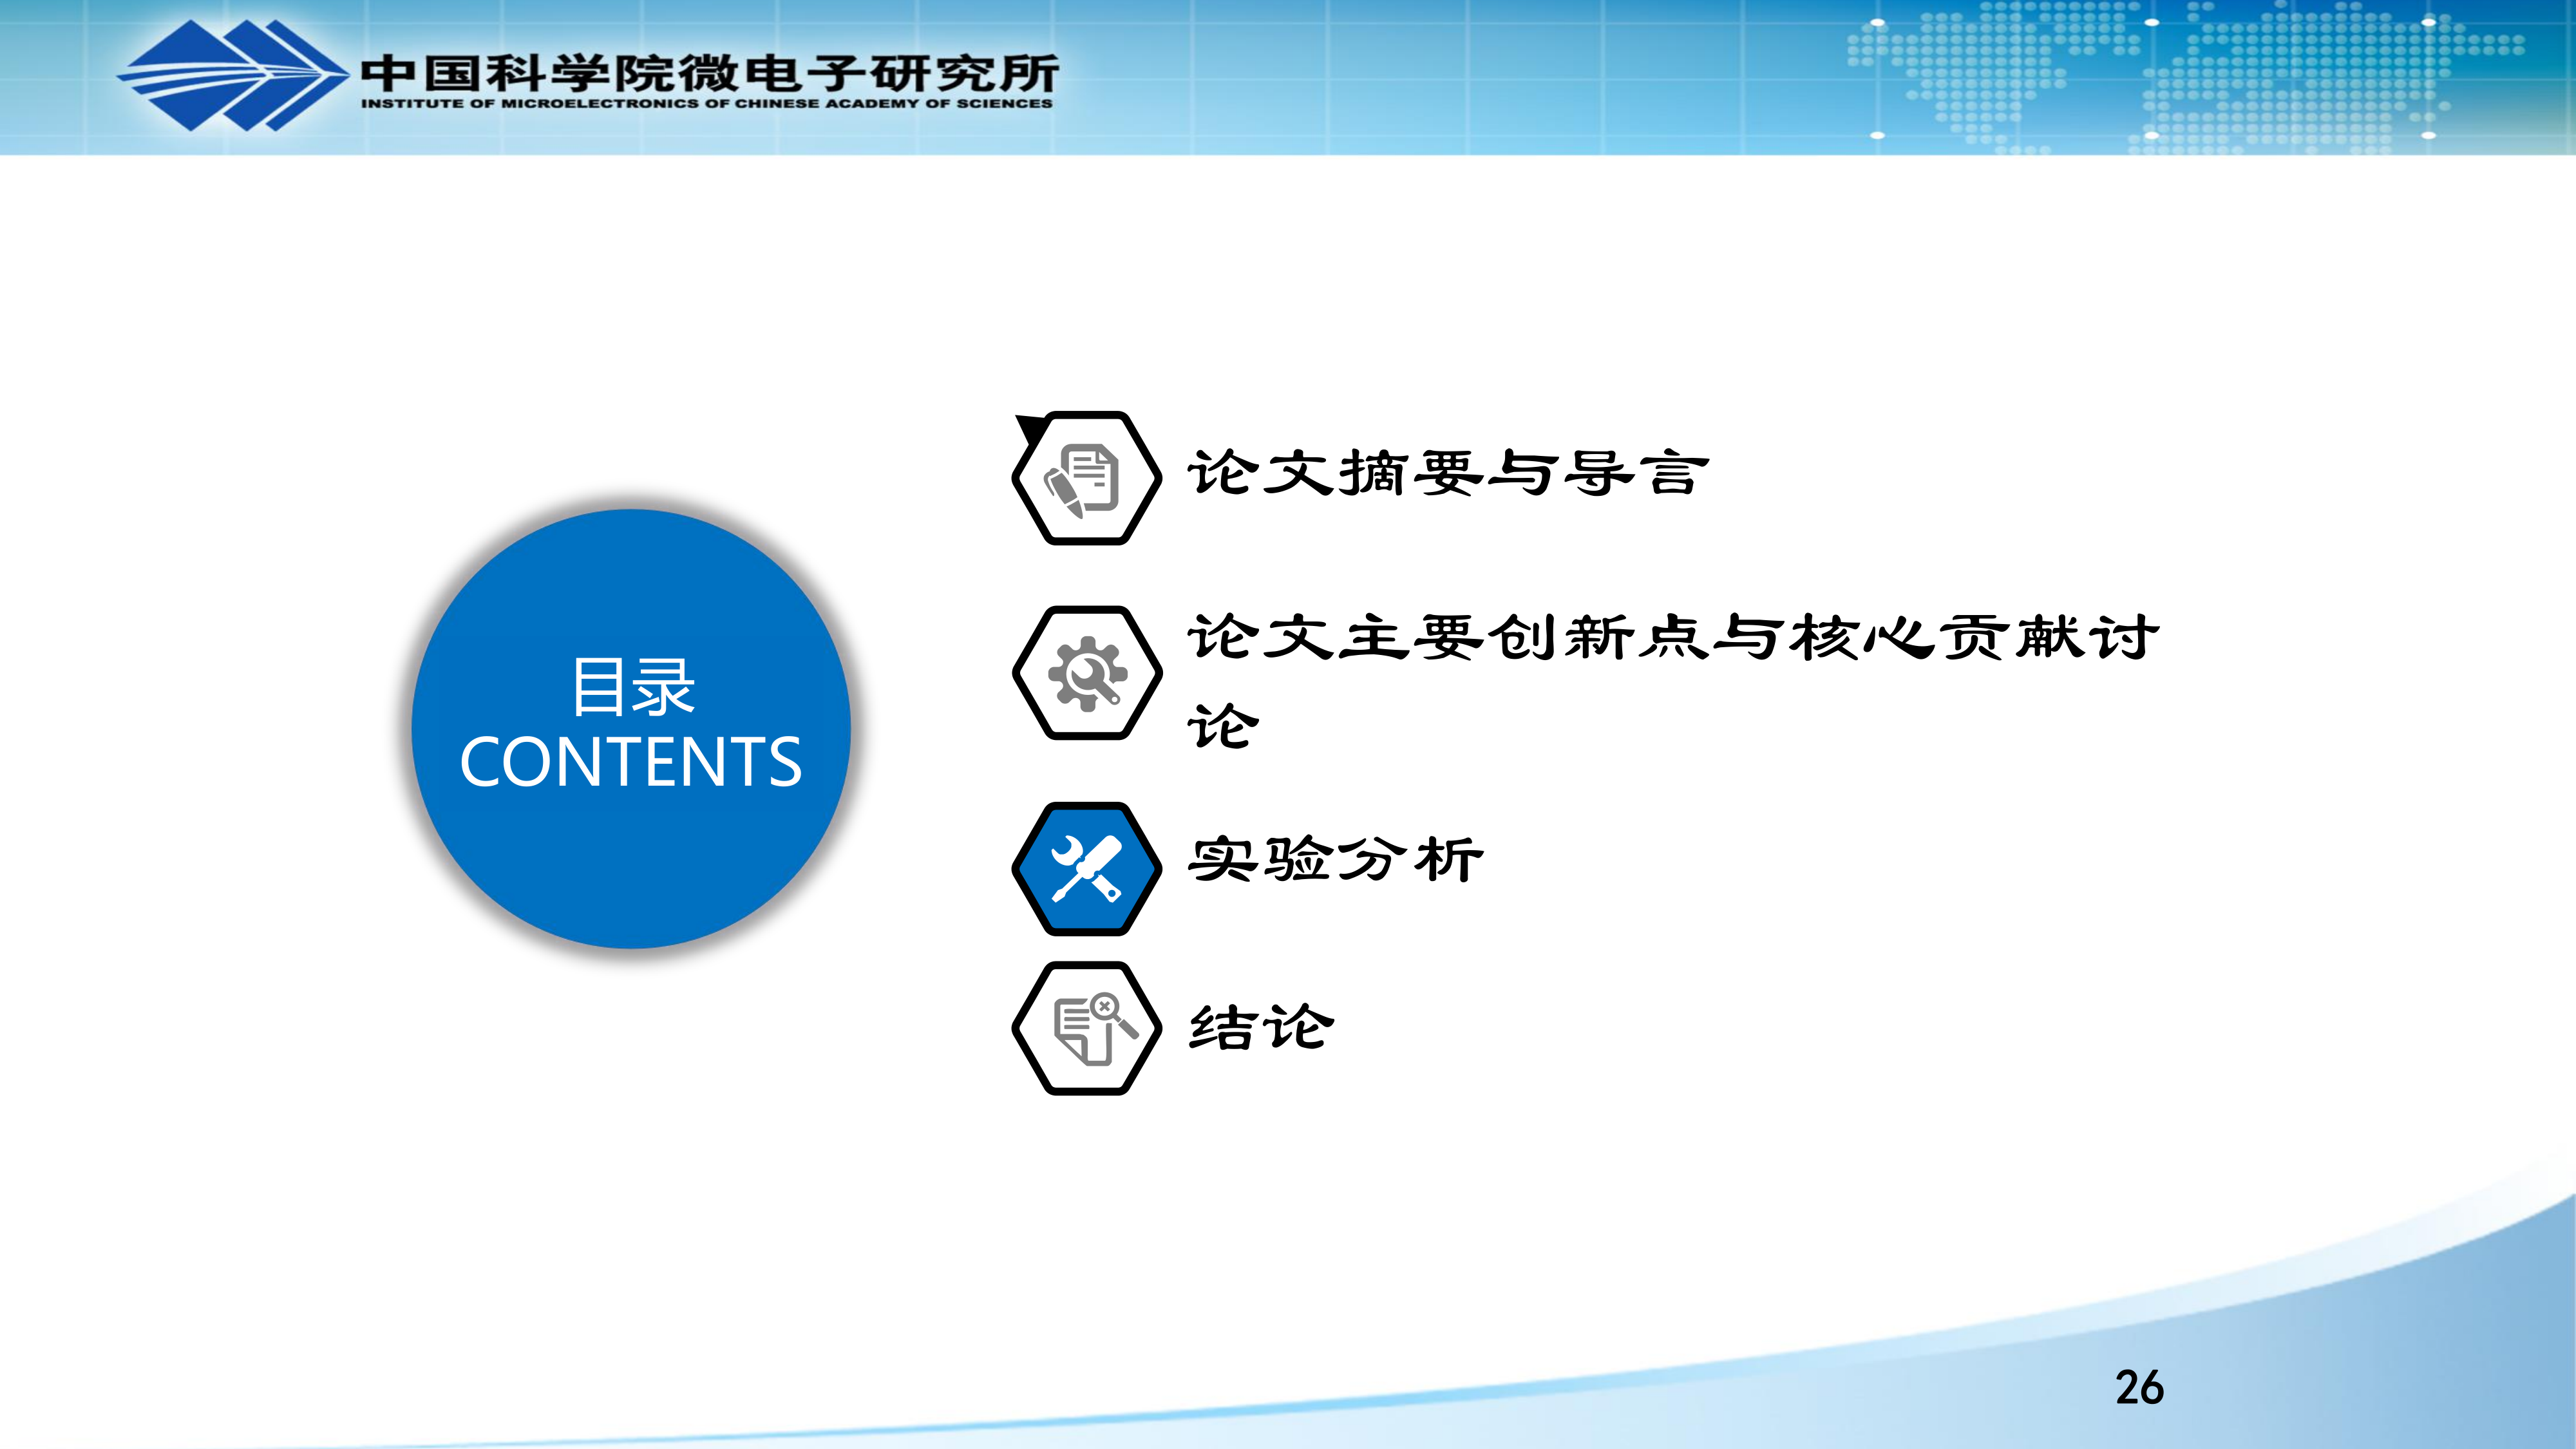 中国科学院微电子研究所
INSTITUTE OF MICROELECTRONICS OF CHINESE ACADEMY OF SCIENCES
目录
CONTENTS
论文摘要与导言
论文主要创新点与核心贡献讨
论
实验分析
结论
26